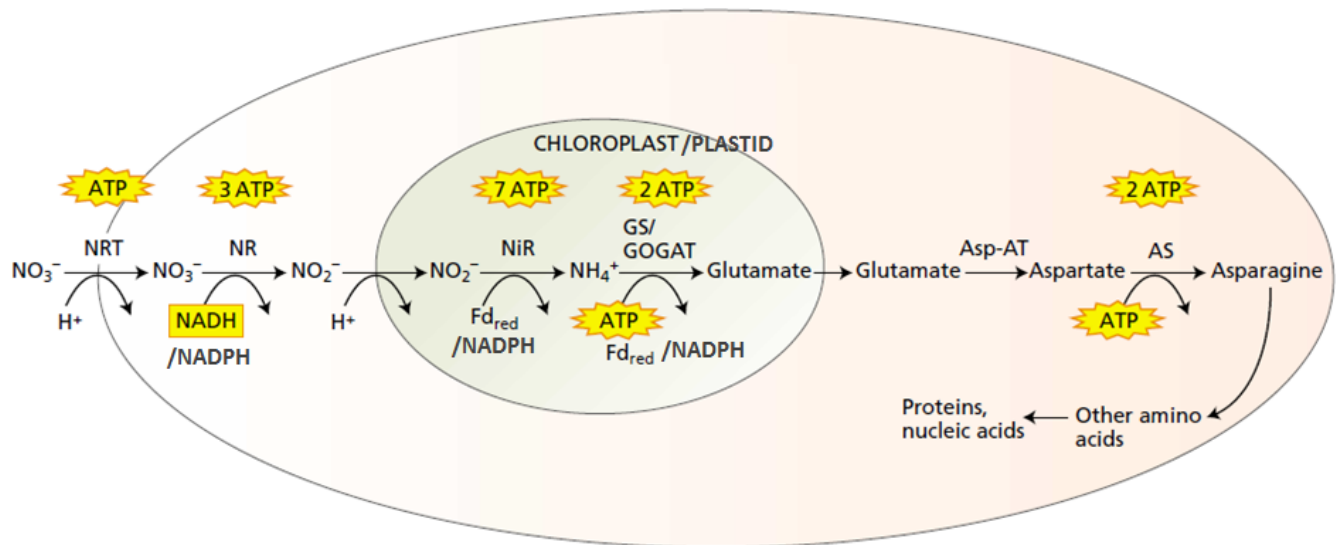 CHLOROPLAST/PLASTID
ATP
3 ATP
7 ATP
2 ATP
2 ATP
NRT
NR
NiR
GS/
GOGAT
Asp-AT
AS
NO₃⁻
NO₃⁻
NO₂⁻
NO₂⁻
NH₄⁺
Glutamate
Glutamate
Aspartate
Asparagine
H⁺
NADH
/NADPH
H⁺
Fdred
/NADPH
ATP
Fdred /NADPH
ATP
Proteins,
nucleic acids
Other amino
acids